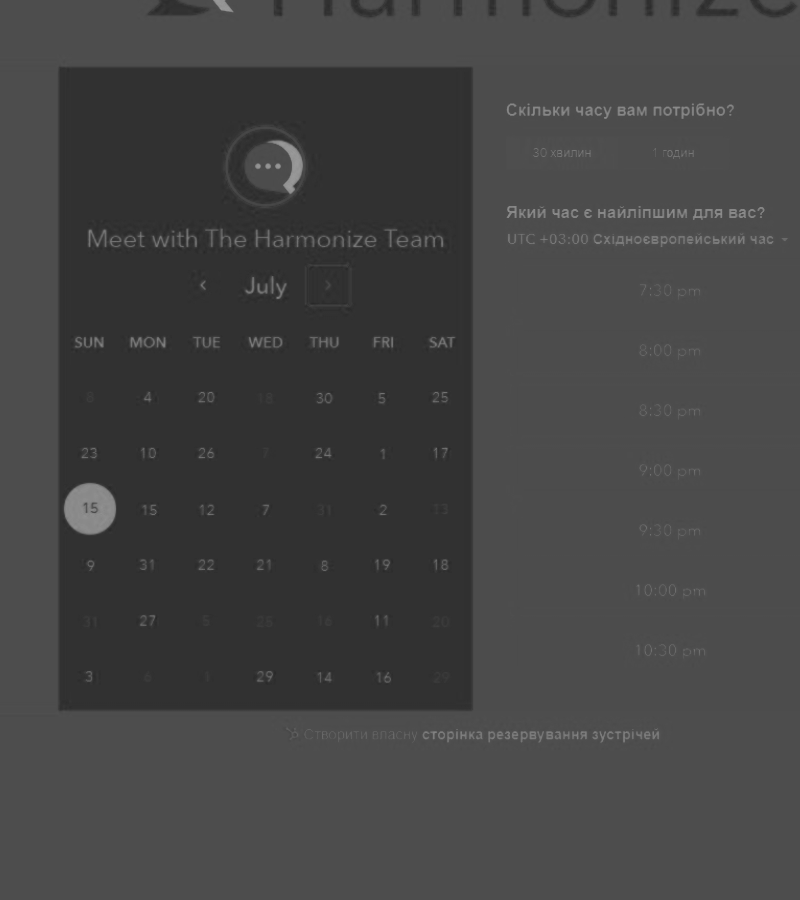 Harmonize
Meet with The Harmonize Team
‹ July ›
SUN MON TUE WED THU FRI SAT
8 4 20 18 30 5 25
23 10 26 7 24 1 17
15 15 12 7 31 2 13
9 31 22 21 8 19 18
31 27 5 28 16 11 20
3 6 1 29 14 16 29
Скільки часу вам потрібно?
30 хвилин 1 годин
Який час є найліпшим для вас?
UTC +03:00 Східноєвропейський час
7:30 pm
8:00 pm
8:30 pm
9:00 pm
9:30 pm
10:00 pm
10:30 pm
Створити власну сторінка резервування зустрічей